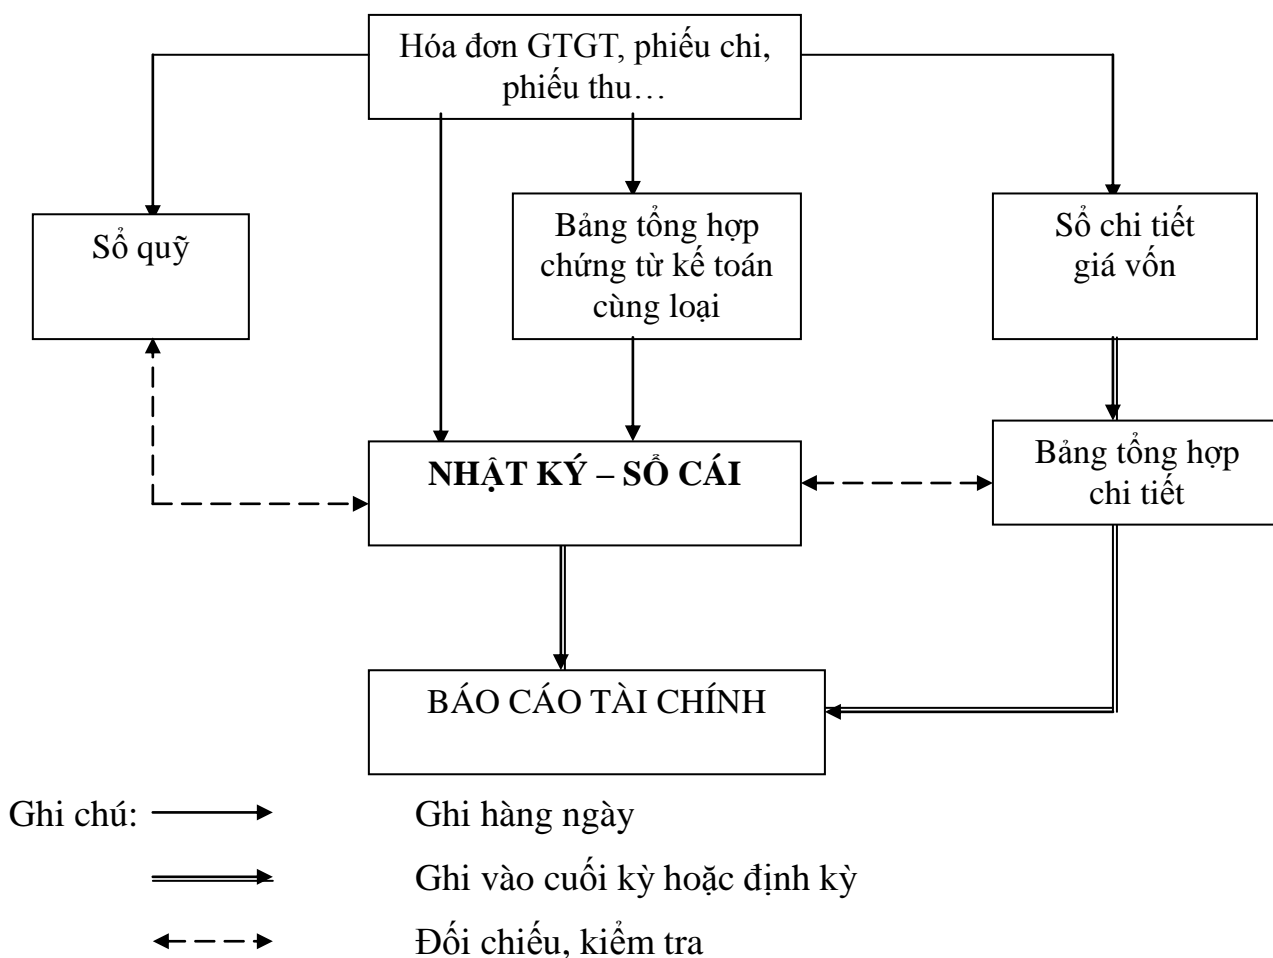 Hóa đơn GTGT, phiếu chi,
phiếu thu…
Sổ quỹ
Bảng tổng hợp
chứng từ kế toán
cùng loại
Sổ chi tiết
giá vốn
NHẬT KÝ – SỔ CÁI
Bảng tổng hợp
chi tiết
BÁO CÁO TÀI CHÍNH
Ghi chú: Ghi hàng ngày
Ghi vào cuối kỳ hoặc định kỳ
Đối chiếu, kiểm tra